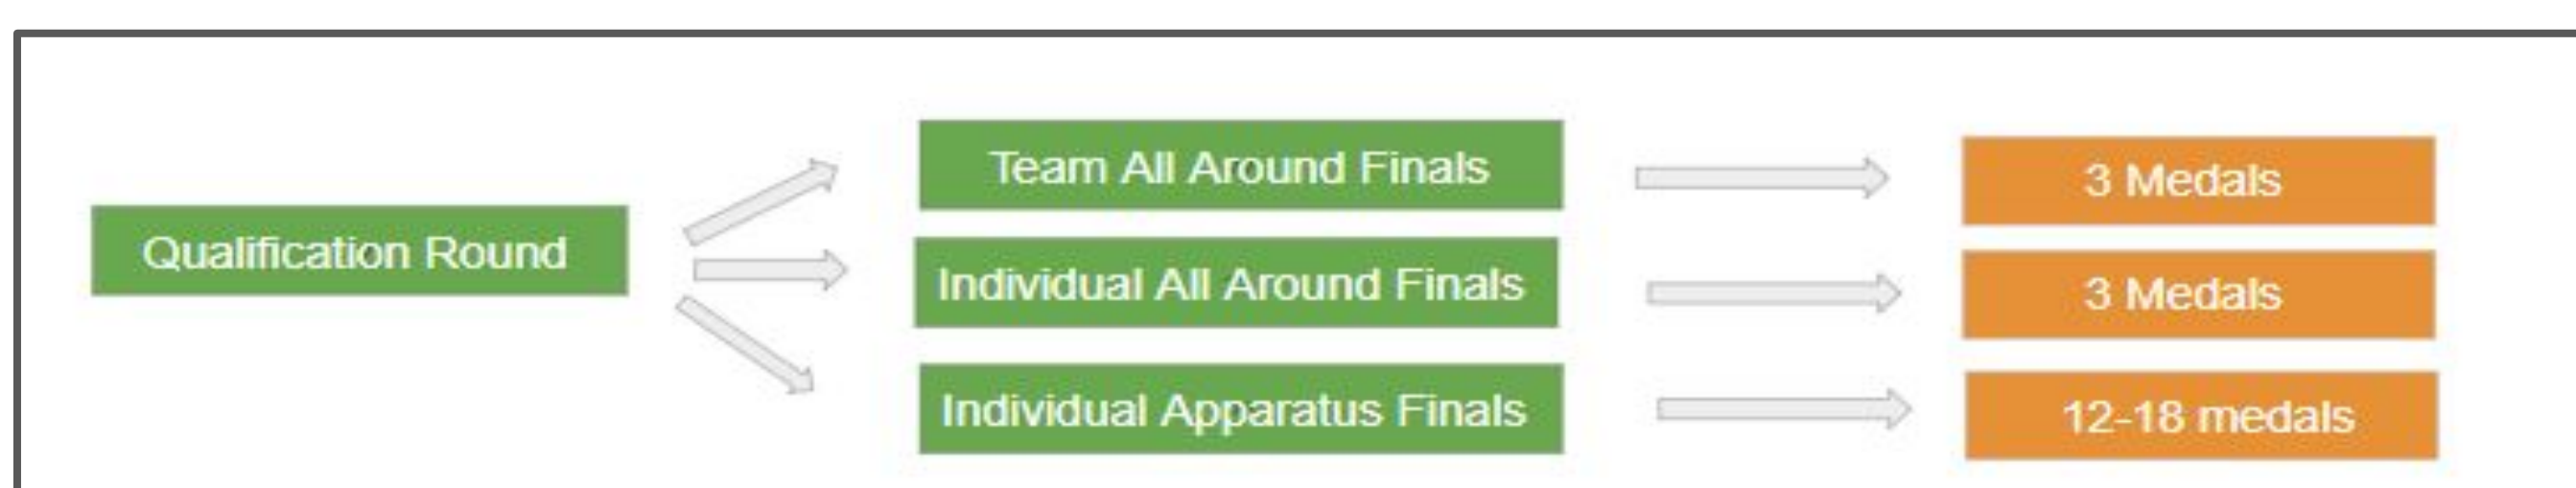 Qualification Round
Team All Around Finals
3 Medals
Individual All Around Finals
3 Medals
Individual Apparatus Finals
12-18 medals